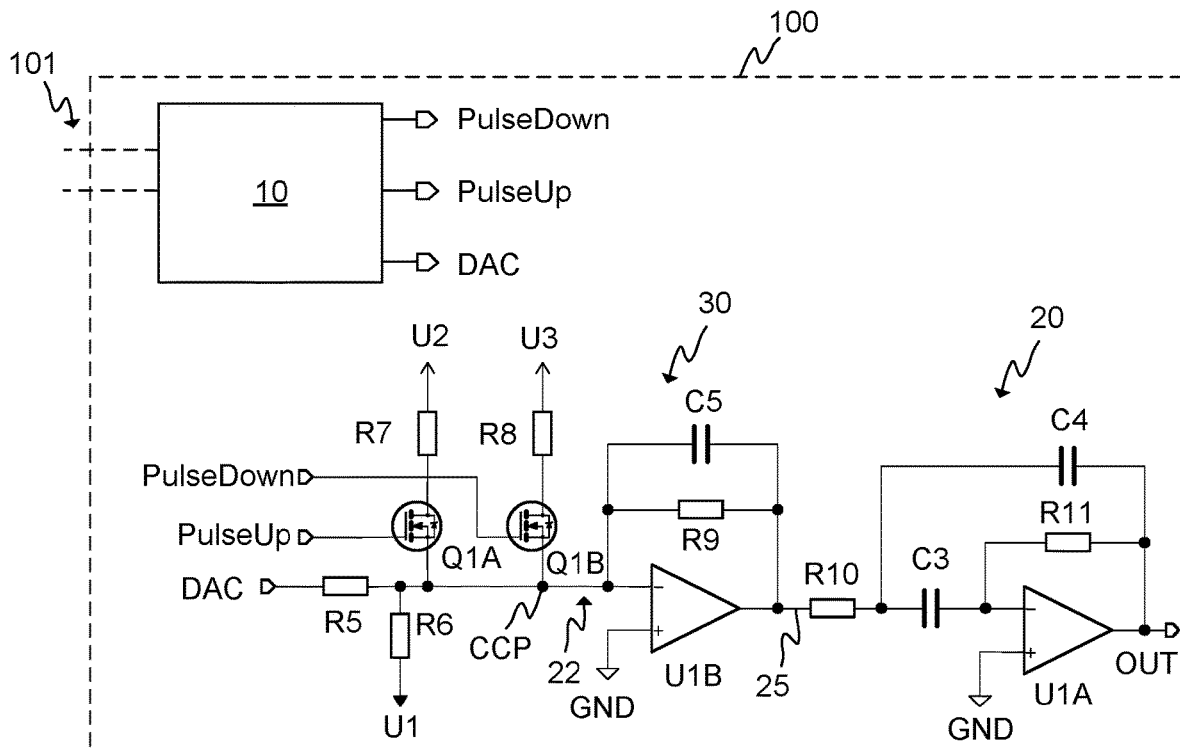 100
101
PulseDown
10
PulseUp
DAC
30
20
U2
U3
C5
C4
R7
R8
PulseDown
R9
R11
PulseUp
Q1A
Q1B
R10
C3
DAC
R5
R6
CCP
22
GND
U1B
25
U1
GND
U1A
OUT